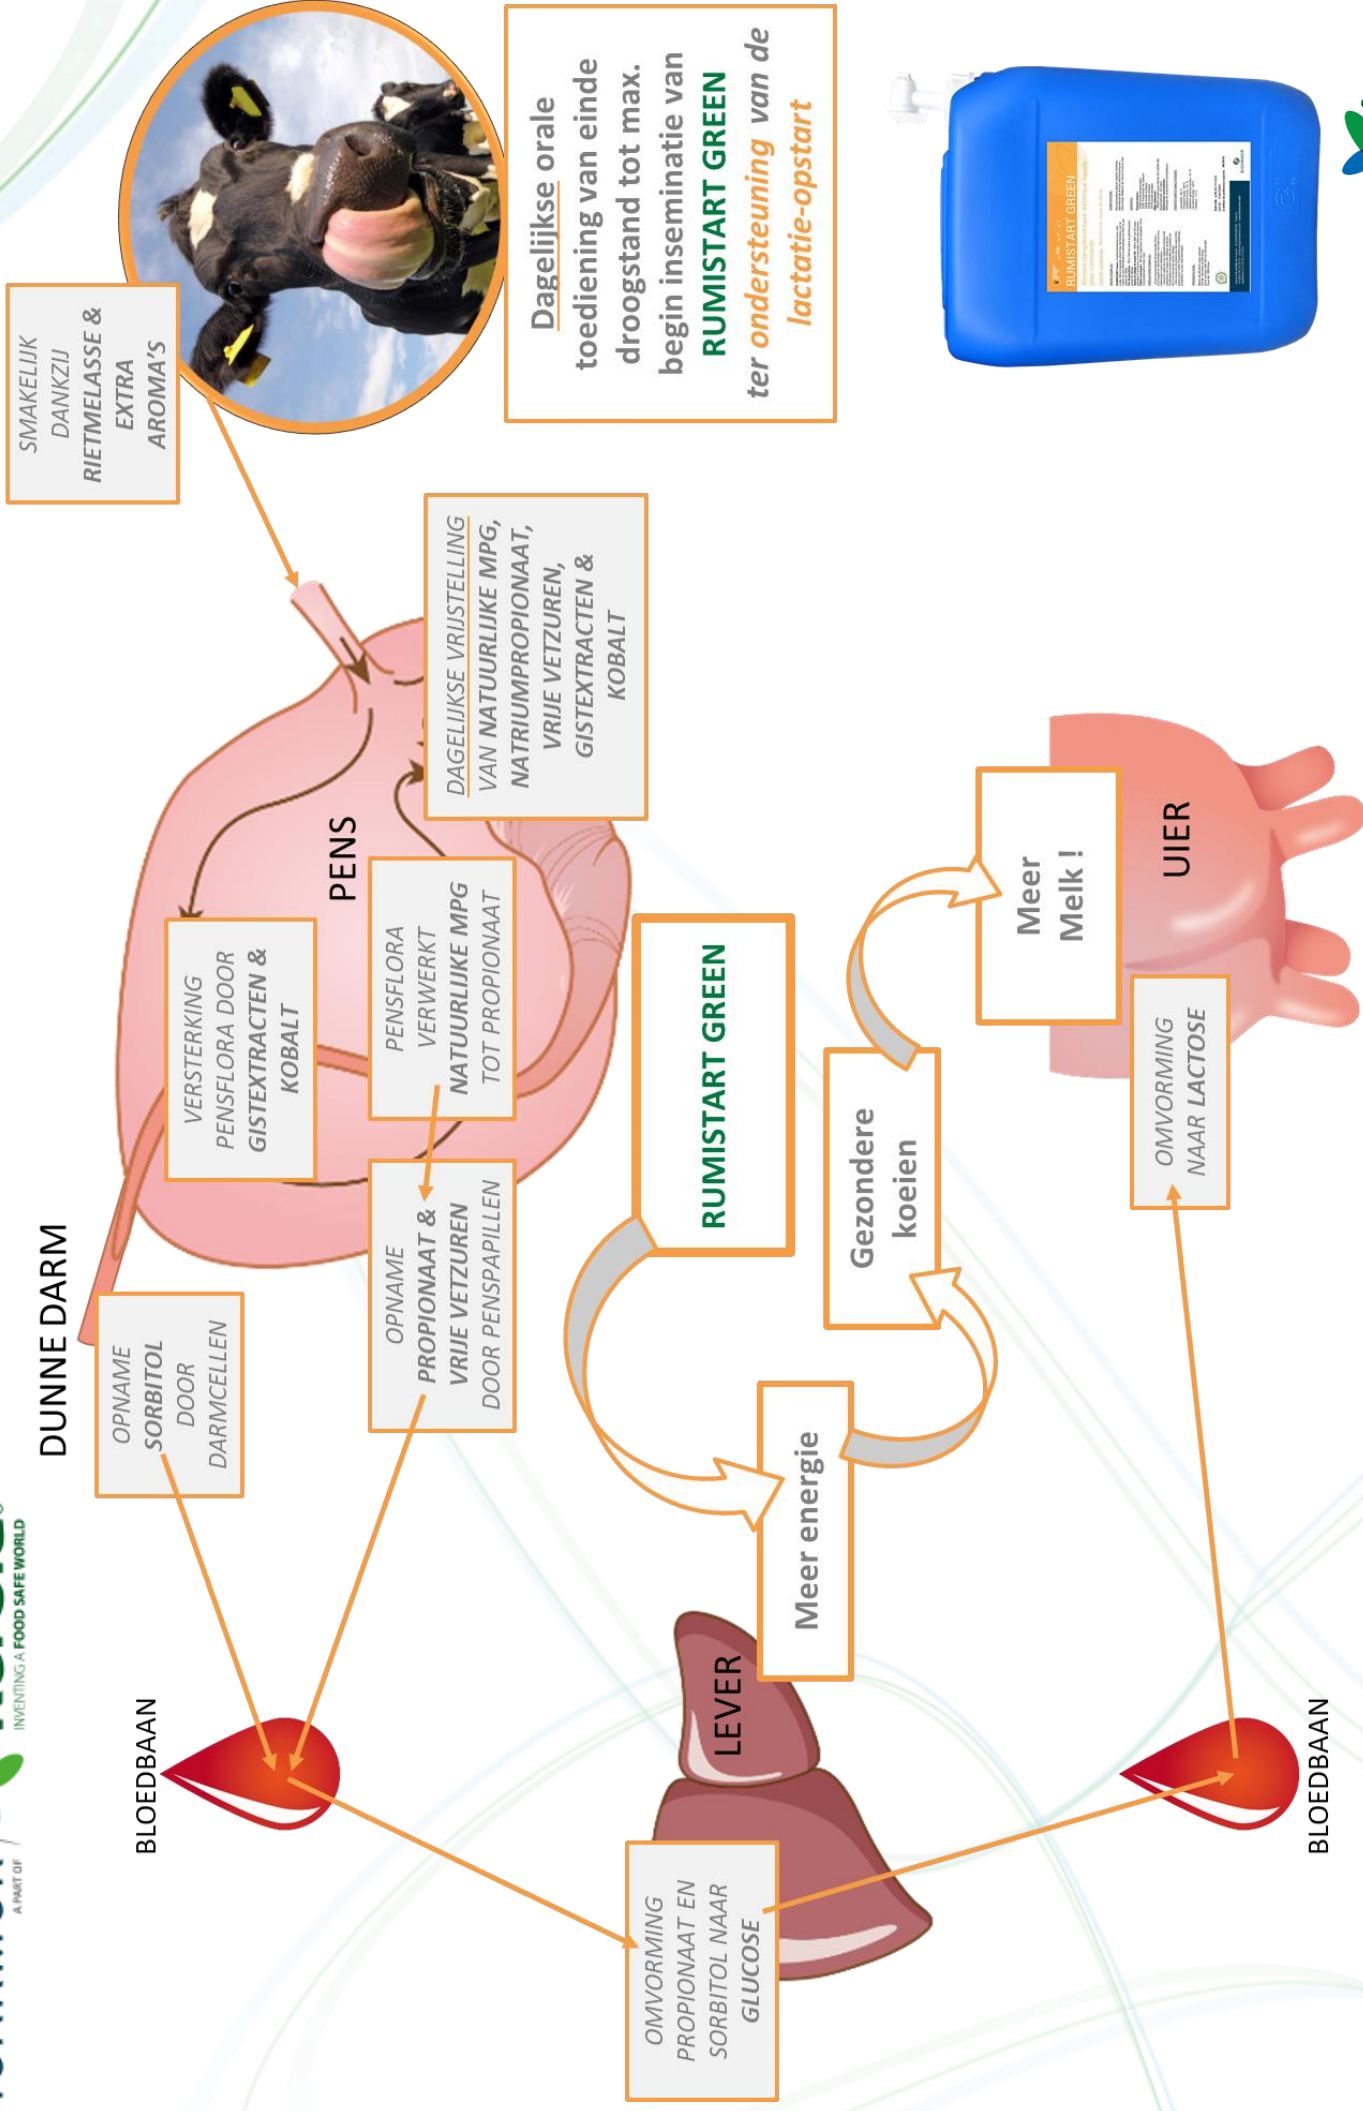 A PART OF
INVENTING A FOOD SAFE WORLD
DUNNE DARM
SMAKELIJK
DANKZIJ
RIETMELASSE &
EXTRA
AROMA'S
BLOEDBAAN
OPNAME
SORBITOL
DOOR
DARMCELLEN
VERSTERKING
PENSFLORA DOOR
GISTEXTRACTEN &
KOBALT
PENS
OPNAME
PROPIONAAT &
VRIJE VETZUREN
DOOR PENSPAPILLEN
PENSFLORA
VERWERKT
NATUURLIJKE MPG
TOT PROPIONAAT
DAGELIJKSE VRIJSTELLING
VAN NATUURLIJKE MPG,
NATRIUMPROPIONAAT,
VRIJE VETZUREN,
GISTEXTRACTEN &
KOBALT
Dagelijkse orale
toediening van einde
droogstand tot max.
begin inseminatie van
RUMISTART GREEN
ter ondersteuning van de
lactatie-opstart
OMVORMING
PROPIONAAT EN
SORBITOL NAAR
GLUCOSE
LEVER
RUMISTART GREEN
Meer energie
Gezondere
koeien
Meer
Melk !
RUMISTART GREEN
UIER
OMVORMING
NAAR LACTOSE
BLOEDBAAN